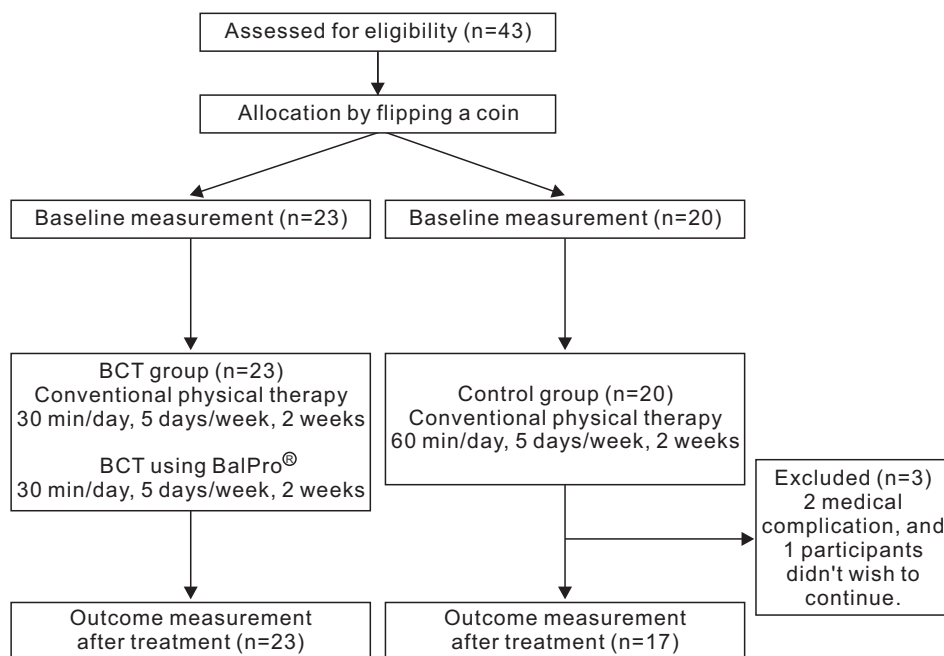 Assessed for eligibility (n=43)
Allocation by flipping a coin
Baseline measurement (n=23)
Baseline measurement (n=20)
BCT group (n=23)
Conventional physical therapy
30 min/day, 5 days/week, 2 weeks
BCT using BalPro®
30 min/day, 5 days/week, 2 weeks
Control group (n=20)
Conventional physical therapy
60 min/day, 5 days/week, 2 weeks
Excluded (n=3)
2 medical
complication, and
1 participants
didn't wish to
continue.
Outcome measurement
after treatment (n=23)
Outcome measurement
after treatment (n=17)